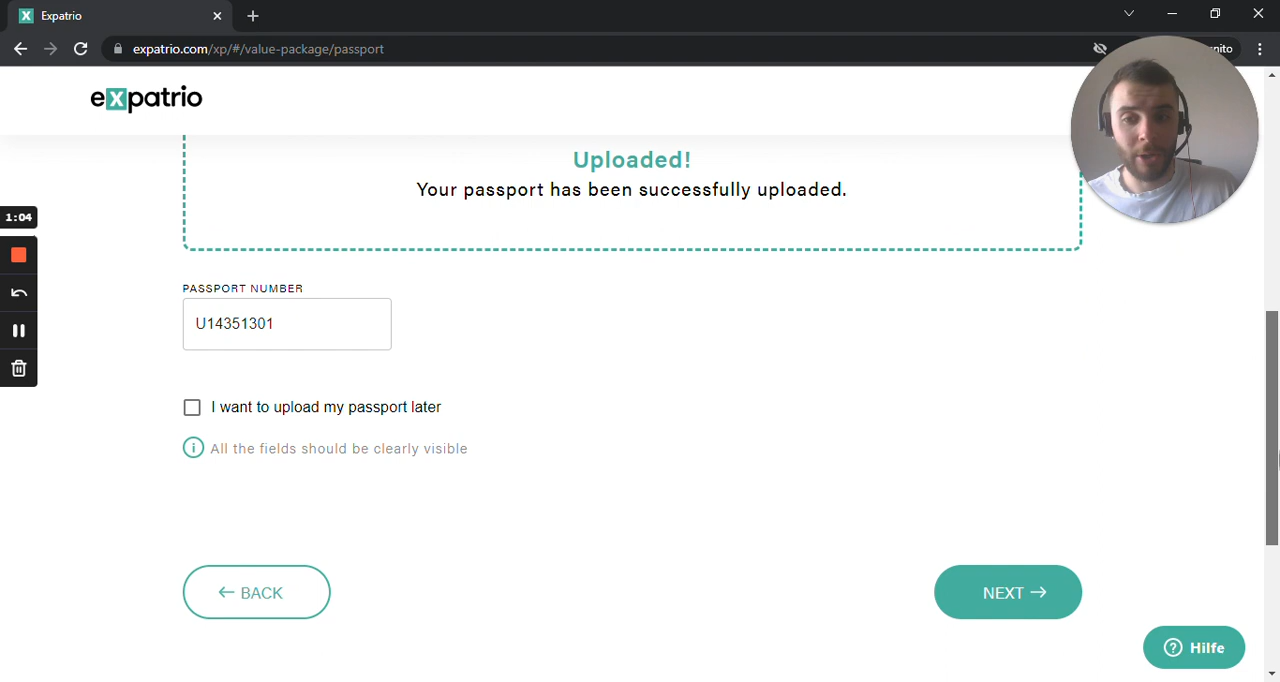 X Expatrio
expatrio.com/xp/#/value-package/passport
nito
expatrio
Uploaded!
Your passport has been successfully uploaded.
1:04
PASSPORT NUMBER
U14351301
I want to upload my passport later
All the fields should be clearly visible
← BACK
NEXT →
Hilfe